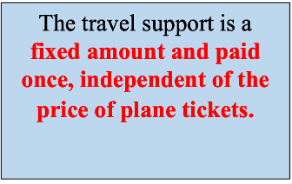 The travel support is a
fixed amount and paid
once, independent of the
price of plane tickets.